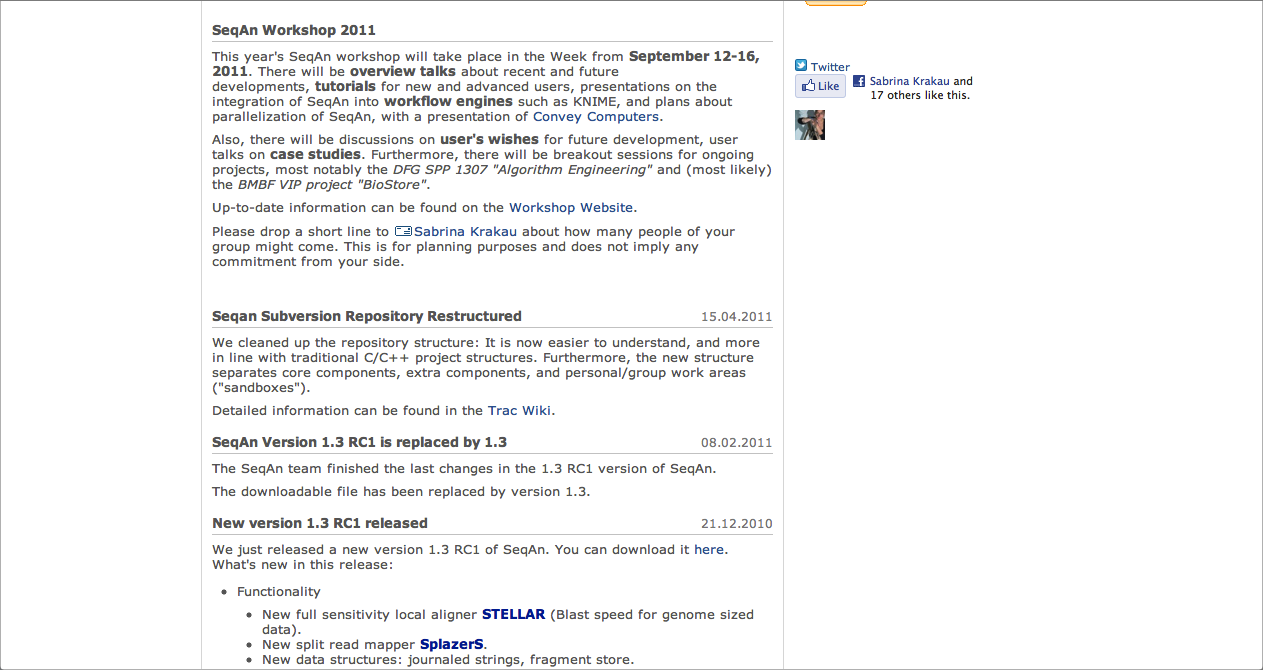 SeqAn Workshop 2011
This year's SeqAn workshop will take place in the Week from September 12-16,
2011. There will be overview talks about recent and future
developments, tutorials for new and advanced users, presentations on the
integration of SeqAn into workflow engines such as KNIME, and plans about
parallelization of SeqAn, with a presentation of Convey Computers.
Also, there will be discussions on user's wishes for future development, user
talks on case studies. Furthermore, there will be breakout sessions for ongoing
projects, most notably the DFG SPP 1307 "Algorithm Engineering" and (most likely)
the BMBF VIP project "BioStore".
Up-to-date information can be found on the Workshop Website.
Please drop a short line to Sabrina Krakau about how many people of your
group might come. This is for planning purposes and does not imply any
commitment from your side.
Seqan Subversion Repository Restructured 15.04.2011
We cleaned up the repository structure: It is now easier to understand, and more
in line with traditional C/C++ project structures. Furthermore, the new structure
separates core components, extra components, and personal/group work areas
("sandboxes").
Detailed information can be found in the Trac Wiki.
SeqAn Version 1.3 RC1 is replaced by 1.3 08.02.2011
The SeqAn team finished the last changes in the 1.3 RC1 version of SeqAn.
The downloadable file has been replaced by version 1.3.
New version 1.3 RC1 released 21.12.2010
We just released a new version 1.3 RC1 of SeqAn. You can download it here.
What's new in this release:
• Functionality
• New full sensitivity local aligner STELLAR (Blast speed for genome sized
data).
• New split read mapper SplazerS.
• New data structures: journaled strings, fragment store.
Twitter
Like Sabrina Krakau and
17 others like this.